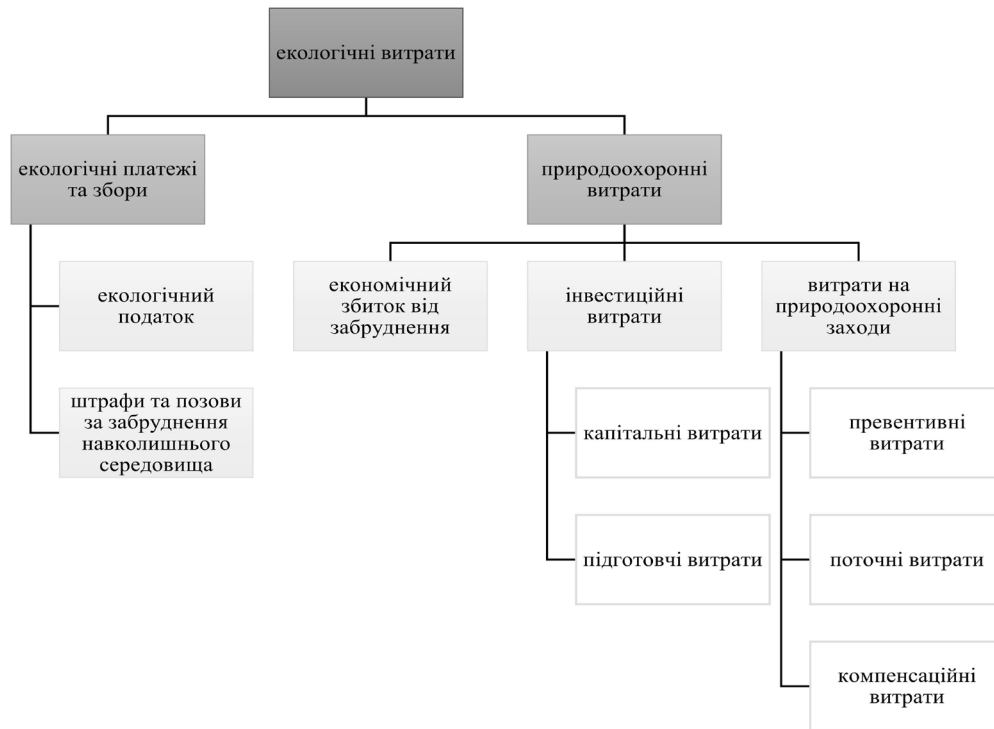 екологічні витрати
екологічні платежі
та збори
природоохоронні
витрати
екологічний
податок
штрафи та позови
за забруднення
навколишнього
середовища
економічний
збиток від
забруднення
інвестиційні
витрати
капітальні витрати
підготовчі витрати
витрати на
природоохоронні
заходи
превентивні
витрати
поточні витрати
компенсаційні
витрати